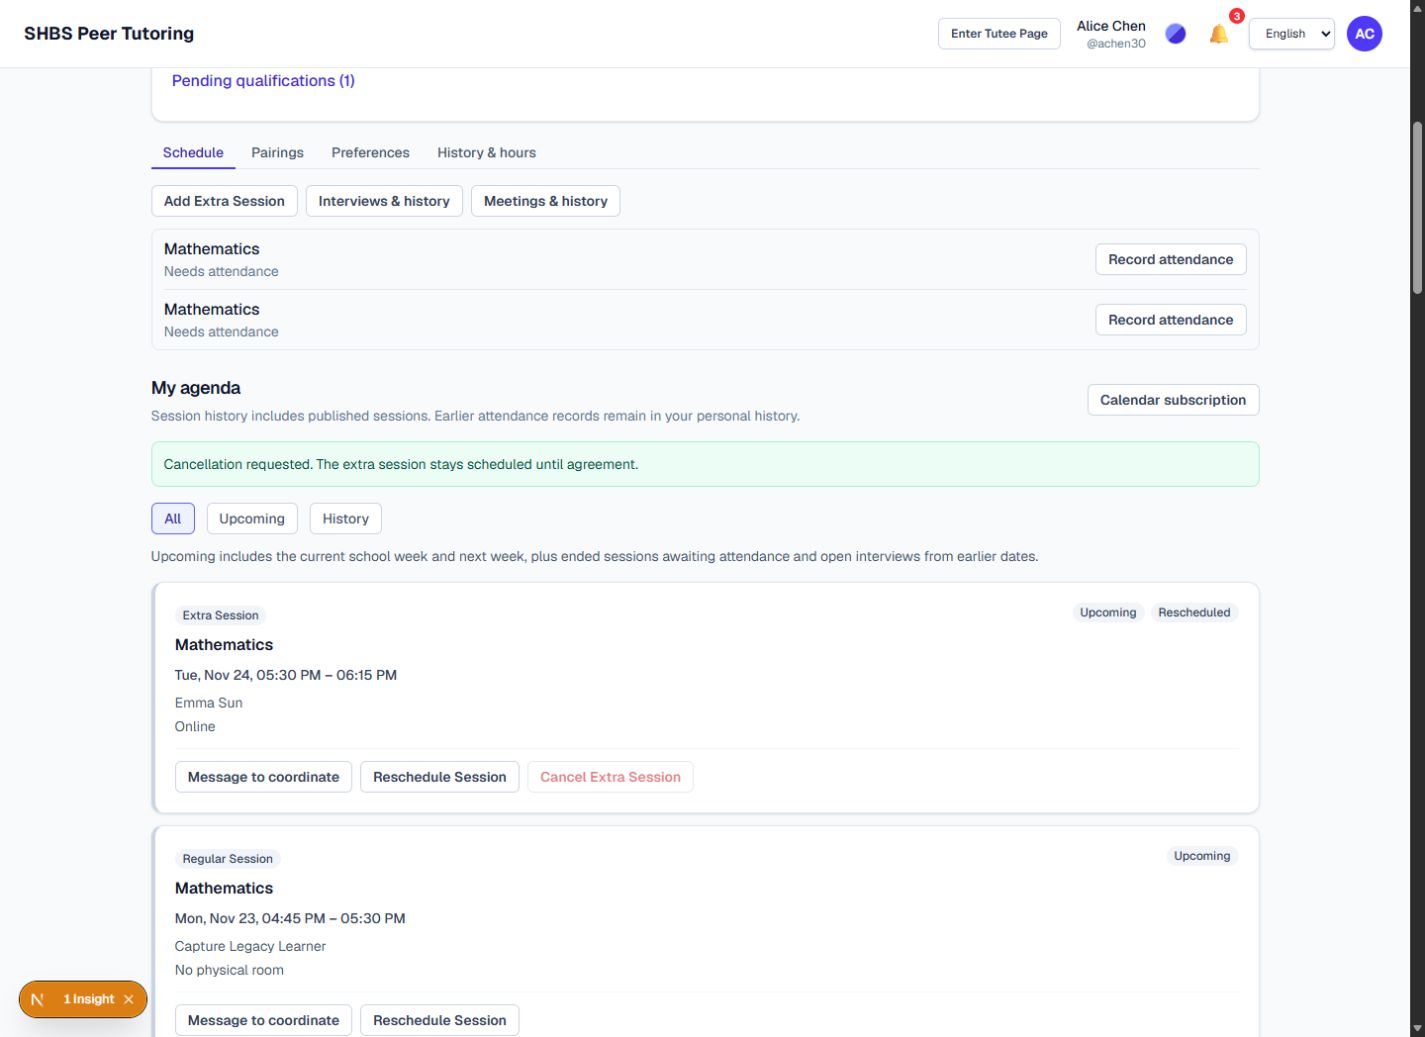 SHBS Peer Tutoring
Enter Tutee Page
Alice Chen
@achen30
3
English
AC
Pending qualifications (1)
Schedule
Pairings
Preferences
History & hours
Add Extra Session
Interviews & history
Meetings & history
Mathematics
Needs attendance
Record attendance
Mathematics
Needs attendance
Record attendance
My agenda
Session history includes published sessions. Earlier attendance records remain in your personal history.
Calendar subscription
Cancellation requested. The extra session stays scheduled until agreement.
All
Upcoming
History
Upcoming includes the current school week and next week, plus ended sessions awaiting attendance and open interviews from earlier dates.
Extra Session
Upcoming
Rescheduled
Mathematics
Tue, Nov 24, 05:30 PM – 06:15 PM
Emma Sun
Online
Message to coordinate
Reschedule Session
Cancel Extra Session
Regular Session
Upcoming
Mathematics
Mon, Nov 23, 04:45 PM – 05:30 PM
Capture Legacy Learner
No physical room
Message to coordinate
Reschedule Session
N
1 Insight